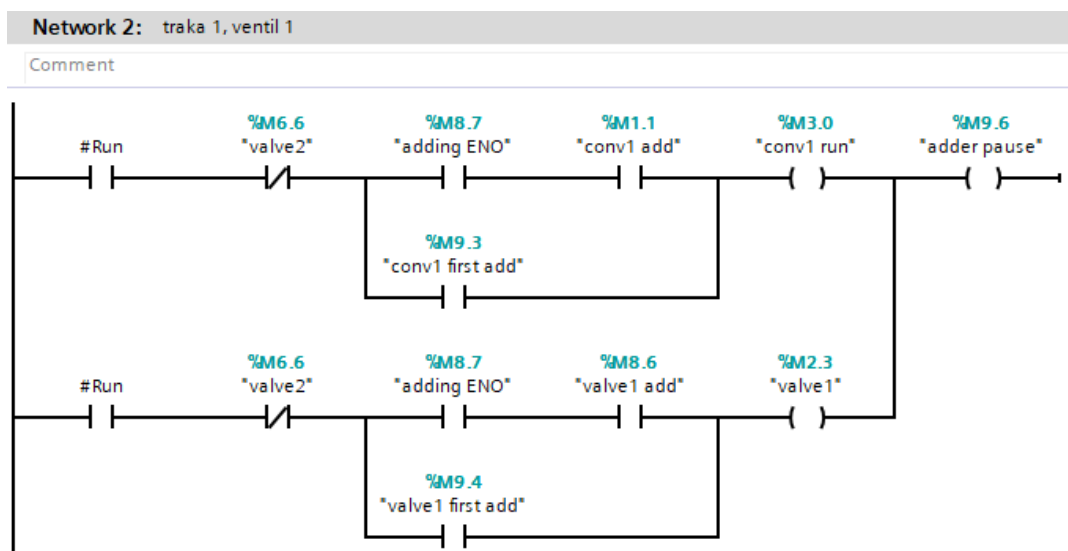 Network 2: traka 1, ventil 1
Comment
%M6.6 %M8.7 %M1.1 %M3.0 %M9.6
#Run "valve2" "adding ENO" "conv1 add" "conv1 run" "adder pause"
%M9.3
"conv1 first add"
%M6.6 %M8.7 %M8.6 %M2.3
#Run "valve2" "adding ENO" "valve1 add" "valve1"
%M9.4
"valve1 first add"